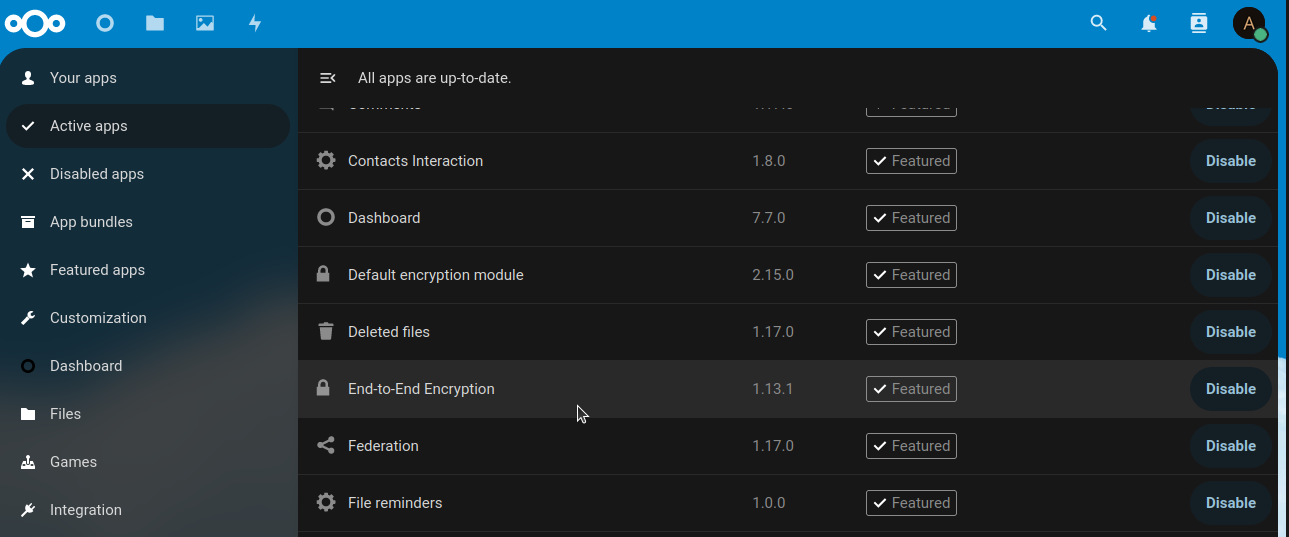 A
Your apps
Active apps
Disabled apps
App bundles
Featured apps
Customization
Dashboard
Files
Games
Integration
All apps are up-to-date.
Comments Featured Disable
Contacts Interaction 1.8.0 Featured Disable
Dashboard 7.7.0 Featured Disable
Default encryption module 2.15.0 Featured Disable
Deleted files 1.17.0 Featured Disable
End-to-End Encryption 1.13.1 Featured Disable
Federation 1.17.0 Featured Disable
File reminders 1.0.0 Featured Disable